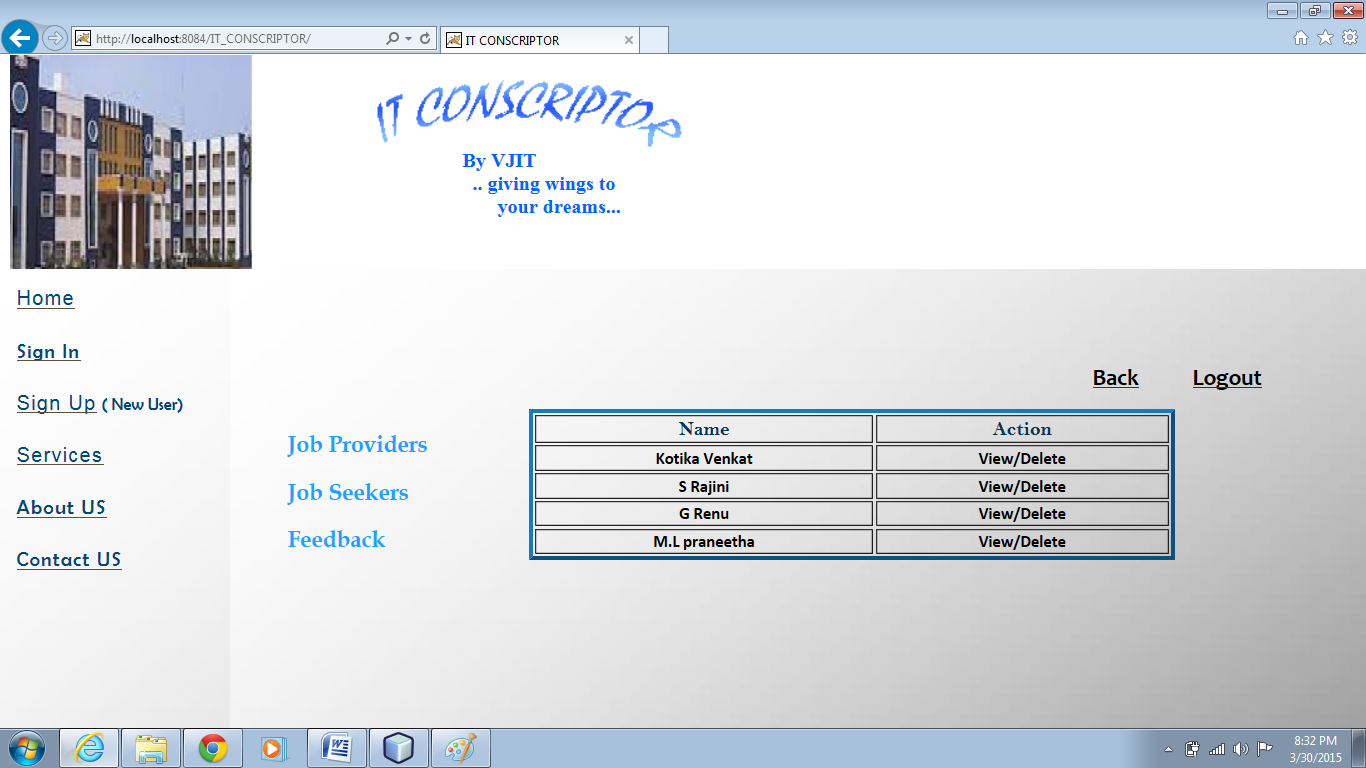 http://localhost:8084/IT_CONSCRIPTOR/
IT CONSCRIPTOR
IT CONSCRIPTOR
By VJIT
.. giving wings to
your dreams...
Home
Sign In
Sign Up ( New User)
Services
About US
Contact US
Back Logout
Job Providers
Job Seekers
Feedback
Name Action
Kotika Venkat View/Delete
S Rajini View/Delete
G Renu View/Delete
M.L praneetha View/Delete
8:32 PM
3/30/2015